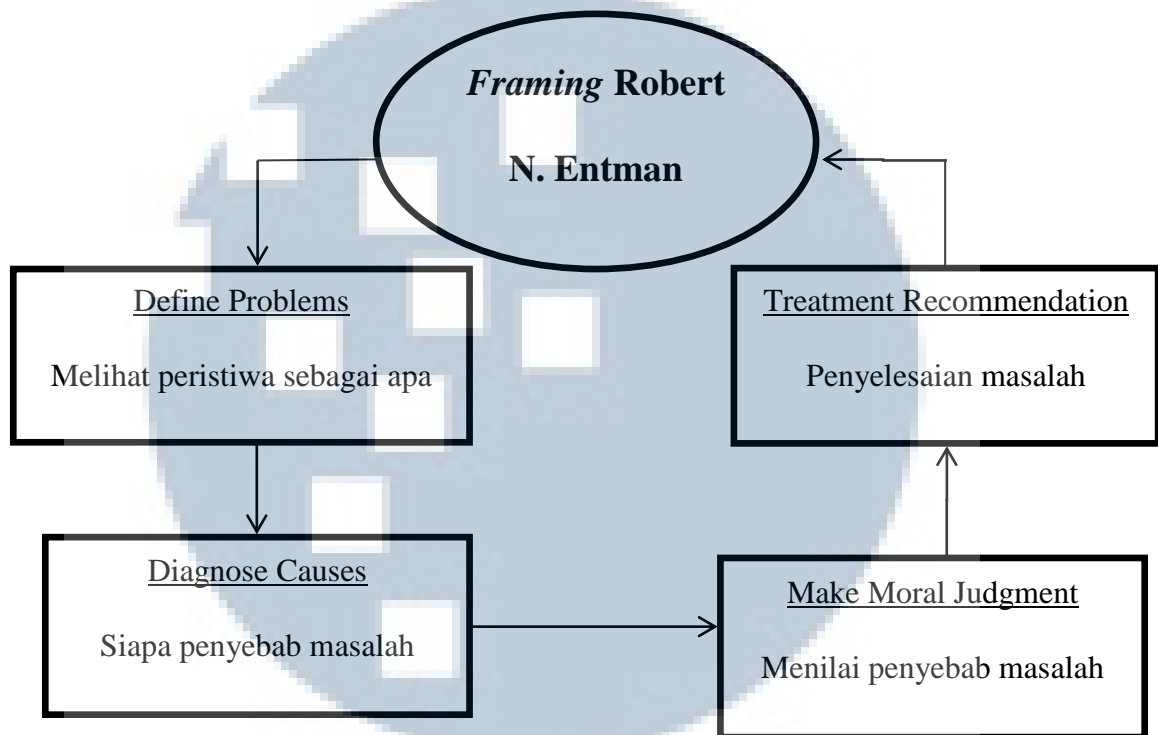 Framing Robert
N. Entman
Define Problems
Melihat peristiwa sebagai apa
Diagnose Causes
Siapa penyebab masalah
Make Moral Judgment
Menilai penyebab masalah
Treatment Recommendation
Penyelesaian masalah